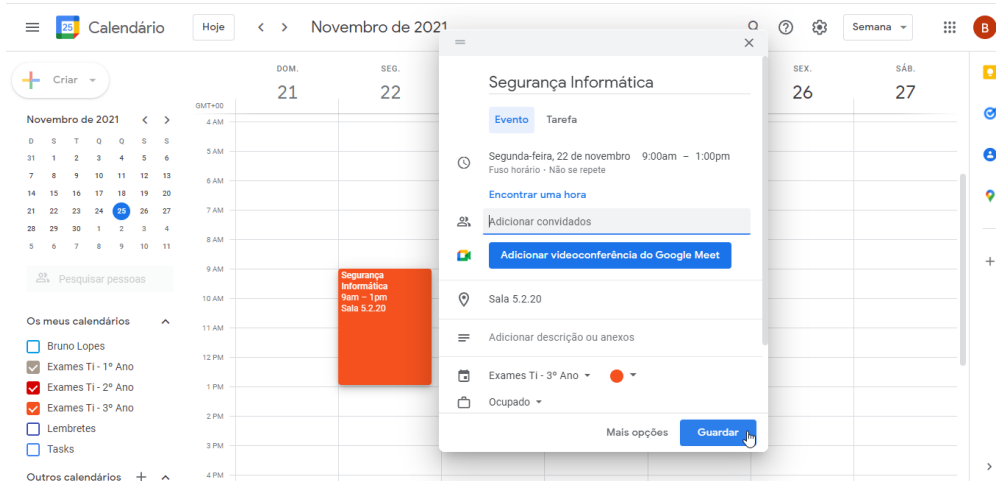 25 Calendário Hoje Novembro de 2021 Semana B
Criar
GMT+00
DOM. SEG. SEX. SÁB.
21 22 26 27
Novembro de 2021
D S T Q Q S S
31 1 2 3 4 5 6
7 8 9 10 11 12 13
14 15 16 17 18 19 20
21 22 23 24 25 26 27
28 29 30 1 2 3 4
5 6 7 8 9 10 11
Pesquisar pessoas
Os meus calendários
Bruno Lopes
Exames Ti - 1º Ano
Exames Ti - 2º Ano
Exames Ti - 3º Ano
Lembretes
Tasks
Outros calendários
4 AM
5 AM
6 AM
7 AM
8 AM
9 AM
10 AM
11 AM
12 PM
1 PM
2 PM
3 PM
4 PM
Segurança
Informática
9am – 1pm
Sala 5.2.20
Segurança Informática
Evento Tarefa
Segunda-feira, 22 de novembro 9:00am – 1:00pm
Fuso horário · Não se repete
Encontrar uma hora
Adicionar convidados
Adicionar videoconferência do Google Meet
Sala 5.2.20
Adicionar descrição ou anexos
Exames Ti - 3º Ano
Ocupado
Mais opções Guardar